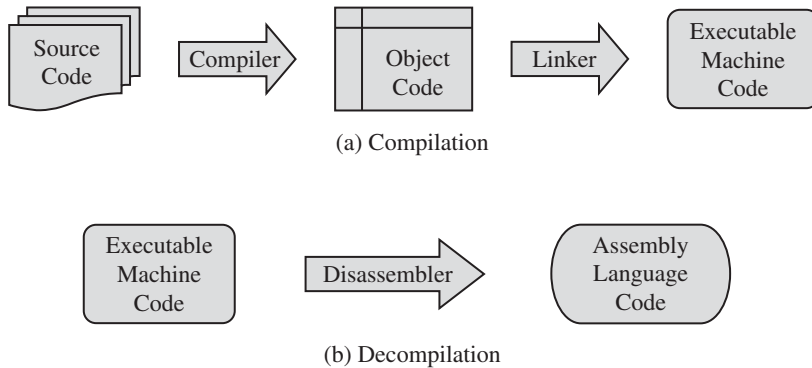 Source
Code
Compiler
Object
Code
Linker
Executable
Machine
Code
(a) Compilation
Executable
Machine
Code
Disassembler
Assembly
Language
Code
(b) Decompilation